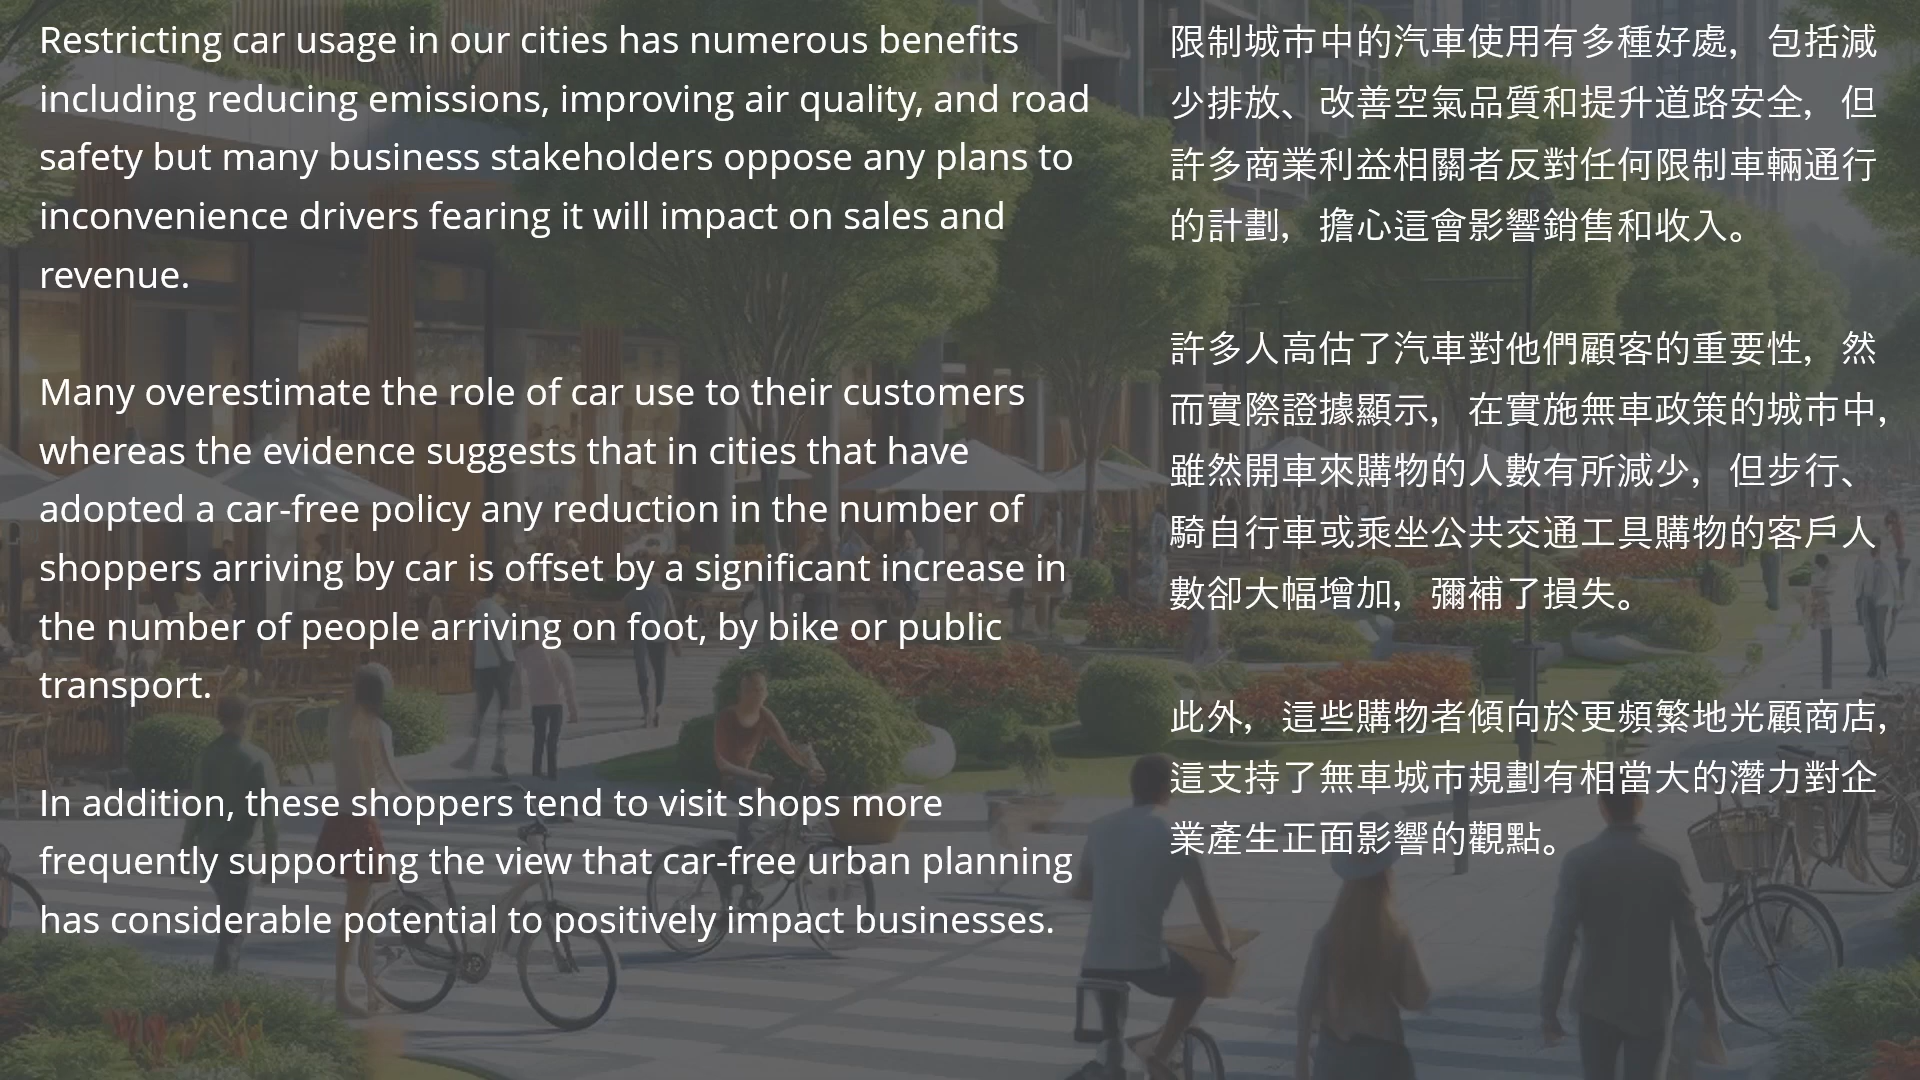 Restricting car usage in our cities has numerous benefits
including reducing emissions, improving air quality, and road
safety but many business stakeholders oppose any plans to
inconvenience drivers fearing it will impact on sales and
revenue.
Many overestimate the role of car use to their customers
whereas the evidence suggests that in cities that have
adopted a car-free policy any reduction in the number of
shoppers arriving by car is offset by a significant increase in
the number of people arriving on foot, by bike or public
transport.
In addition, these shoppers tend to visit shops more
frequently supporting the view that car-free urban planning
has considerable potential to positively impact businesses.
限制城市中的汽車使用有多種好處，包括減
少排放、改善空氣品質和提升道路安全，但
許多商業利益相關者反對任何限制車輛通行
的計劃，擔心這會影響銷售和收入。
許多人高估了汽車對他們顧客的重要性，然
而實際證據顯示，在實施無車政策的城市中，
雖然開車來購物的人數有所減少，但步行、
騎自行車或乘坐公共交通工具購物的客戶人
數卻大幅增加，彌補了損失。
此外，這些購物者傾向於更頻繁地光顧商店，
這支持了無車城市規劃有相當大的潛力對企
業產生正面影響的觀點。